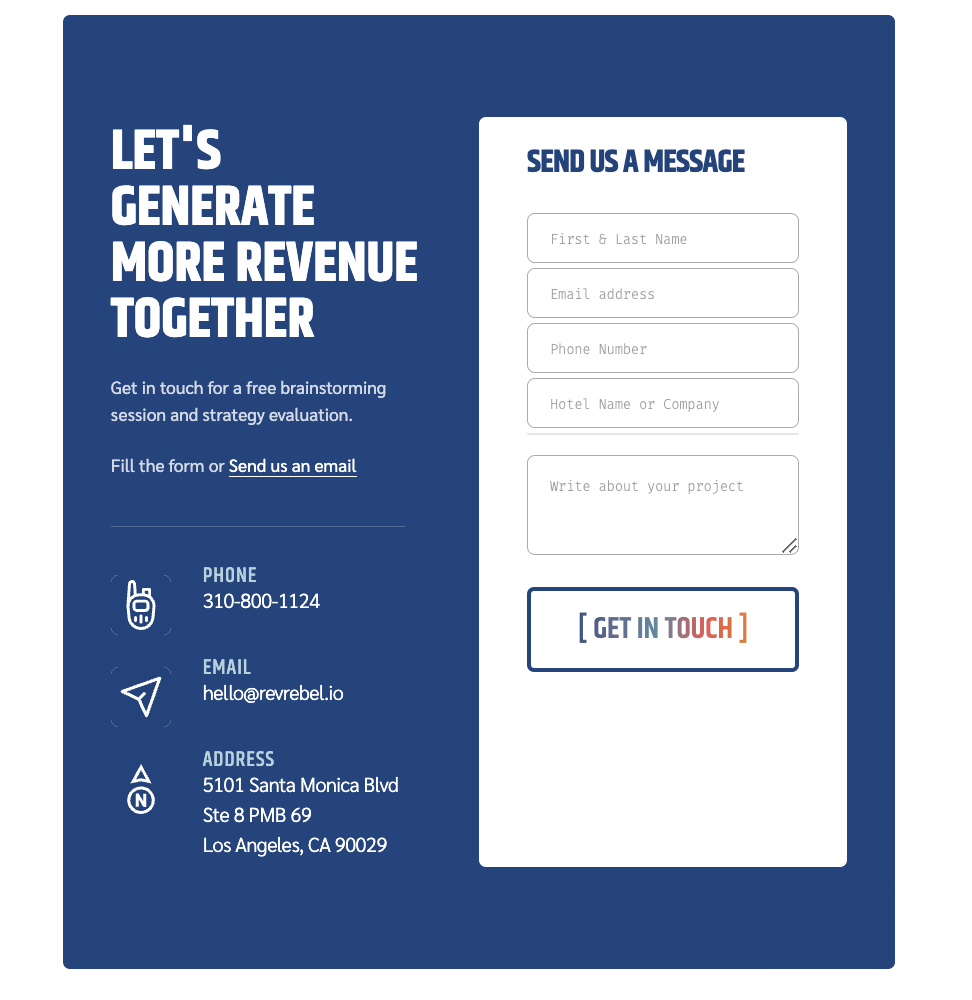 LET'S
GENERATE
MORE REVENUE
TOGETHER
Get in touch for a free brainstorming
session and strategy evaluation.
Fill the form or Send us an email
PHONE
310-800-1124
EMAIL
hello@revrebel.io
N
ADDRESS
5101 Santa Monica Blvd
Ste 8 PMB 69
Los Angeles, CA 90029
SEND US A MESSAGE
First & Last Name
Email address
Phone Number
Hotel Name or Company
Write about your project
[ GET IN TOUCH ]